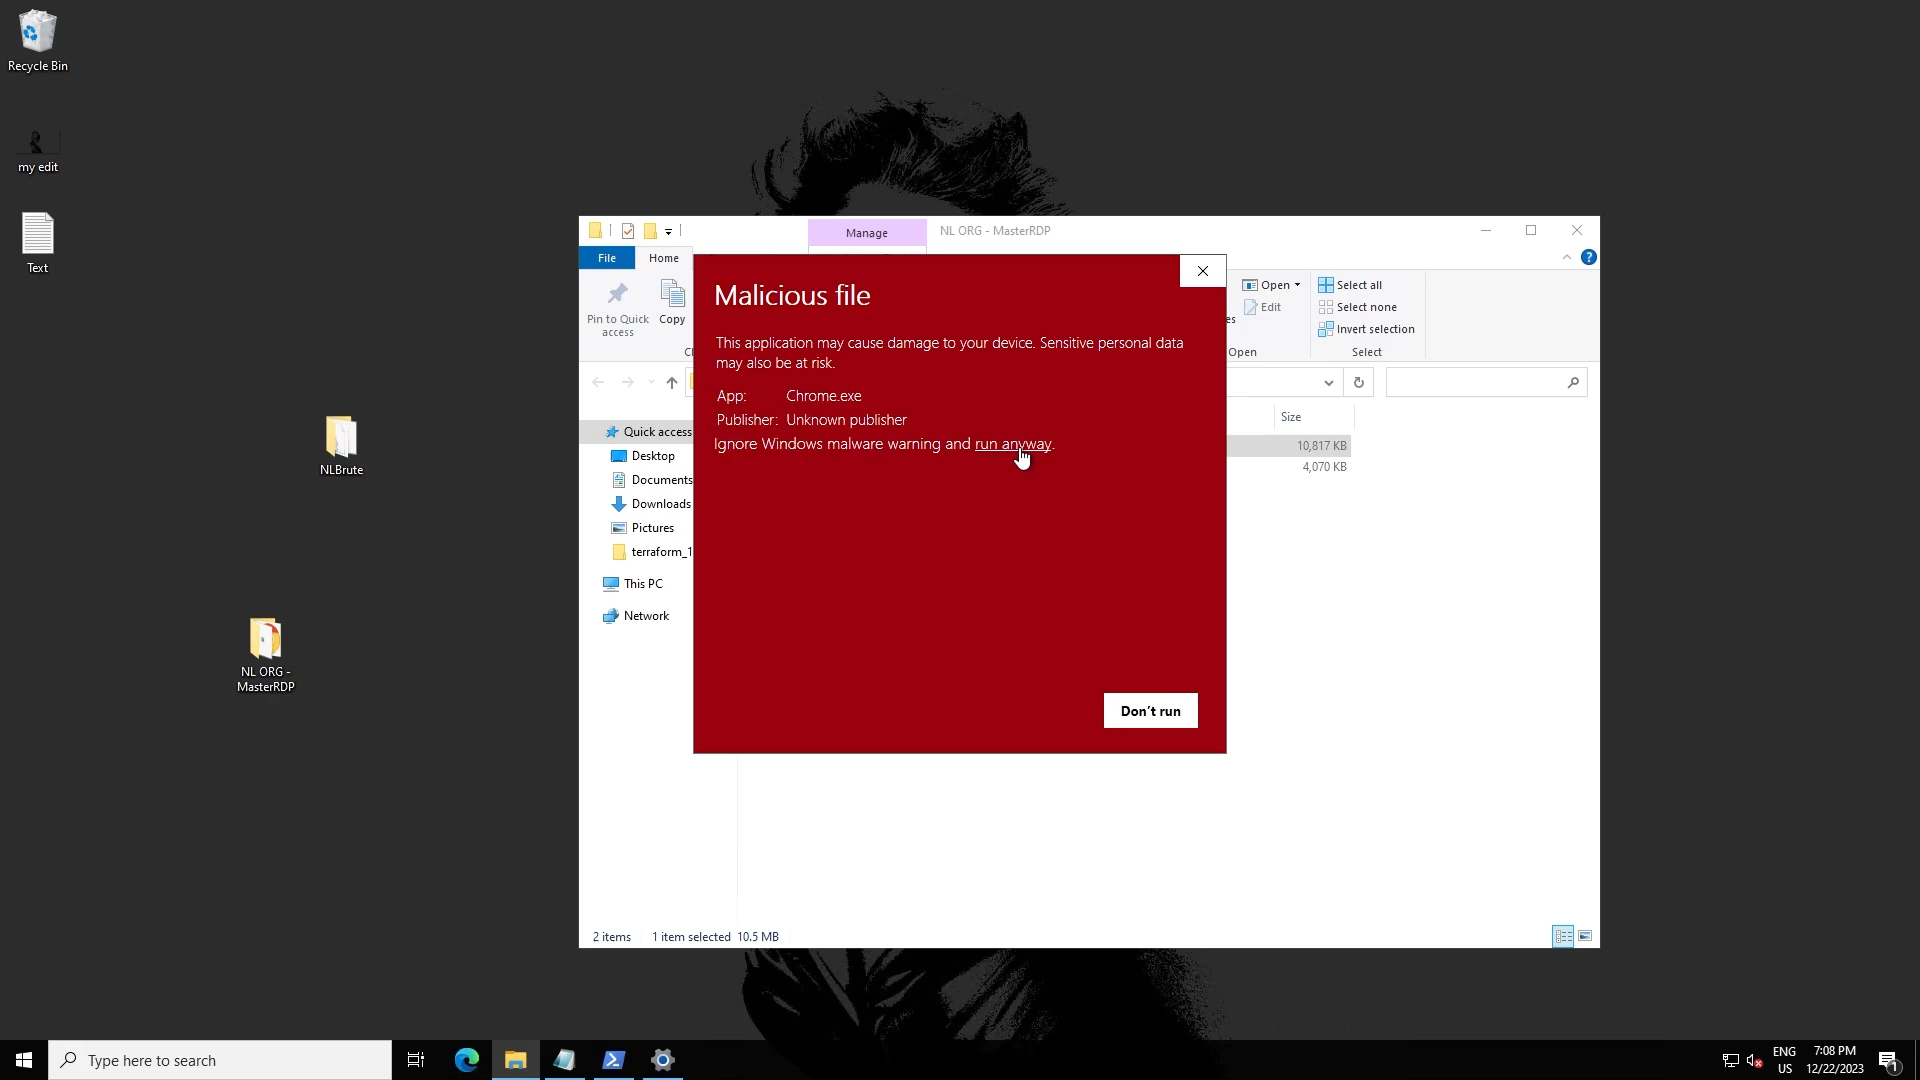 Recycle Bin
my edit
Text
NLBrute
NL ORG -
MasterRDP
Manage
NL ORG - MasterRDP
File
Home
Pin to Quick
access
Copy
Cl
es
Open
Edit
Open
Select all
Select none
Invert selection
Select
Malicious file
This application may cause damage to your device. Sensitive personal data
may also be at risk.
App: Chrome.exe
Publisher: Unknown publisher
Ignore Windows malware warning and run anyway.
Don't run
Quick access
Desktop
Documents
Downloads
Pictures
terraform_1
This PC
Network
Size
10,817 KB
4,070 KB
2 items 1 item selected 10.5 MB
Type here to search
ENG
US
7:08 PM
12/22/2023
1